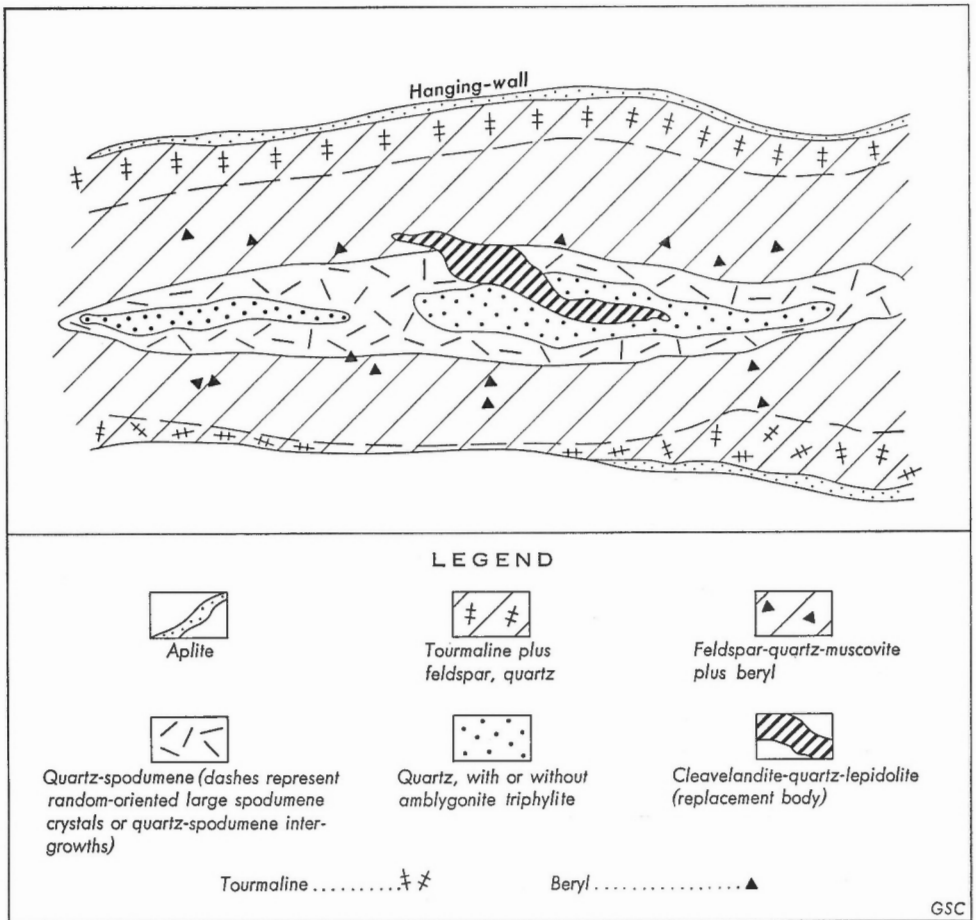 Hanging-wall
LEGEND
Aplite
Tourmaline plus
feldspar, quartz
Feldspar-quartz-muscovite
plus beryl
Quartz-spodumene (dashes represent
random-oriented large spodumene
crystals or quartz-spodumene inter-
growths)
Quartz, with or without
amblygonite triphylite
Cleavelandite-quartz-lepidolite
(replacement body)
Tourmaline..........
Beryl................
GSC